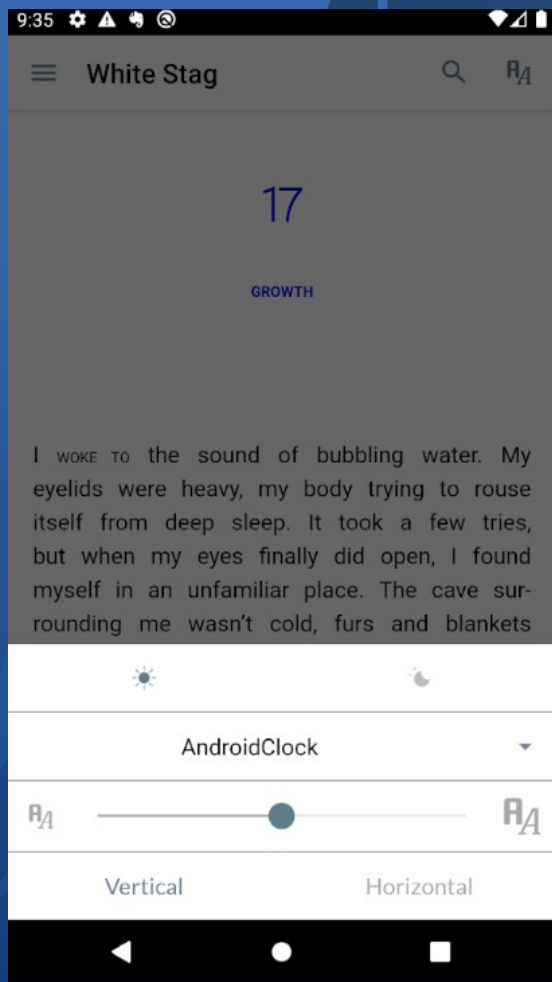 9:35
White Stag
17
GROWTH
I WOKE TO the sound of bubbling water. My
eyelids were heavy, my body trying to rouse
itself from deep sleep. It took a few tries,
but when my eyes finally did open, I found
myself in an unfamiliar place. The cave sur-
rounding me wasn't cold, furs and blankets
AndroidClock
AA AA
Vertical Horizontal